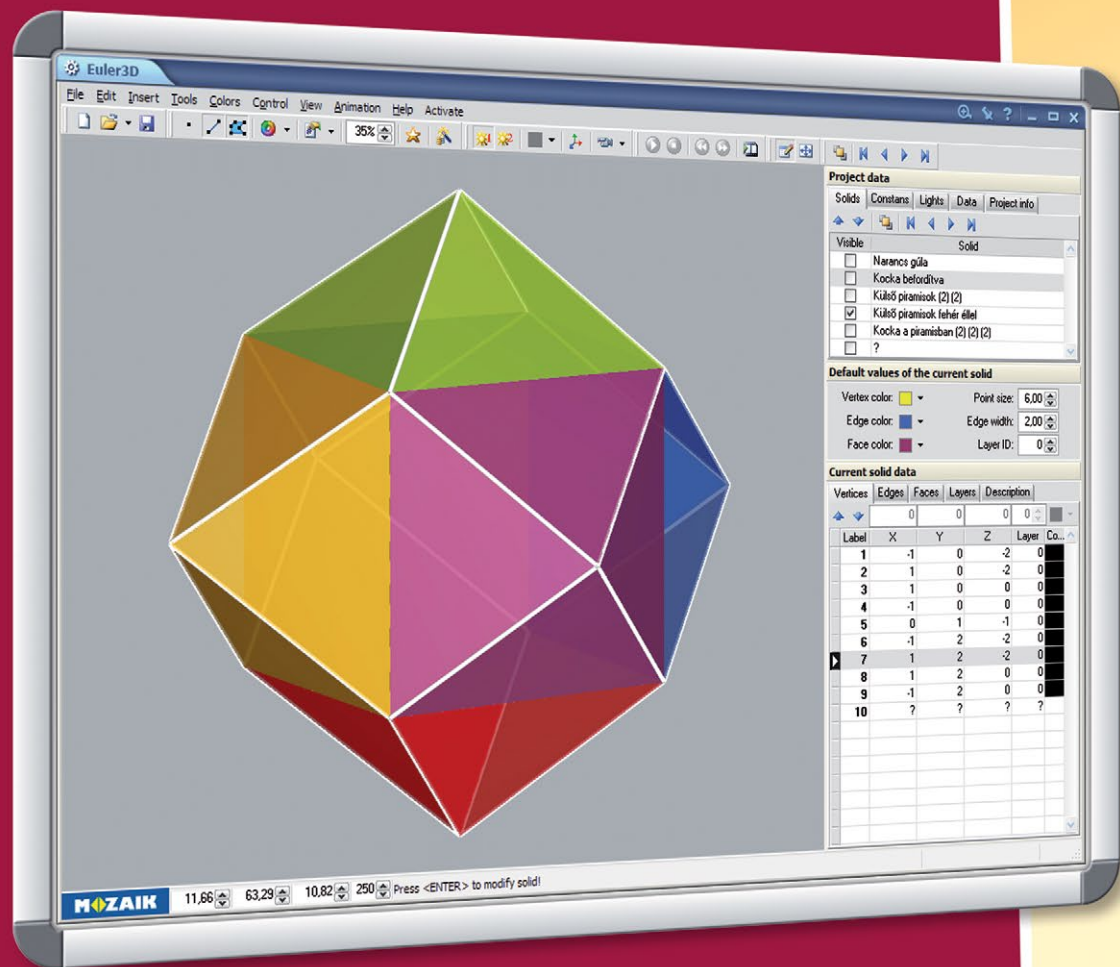 Euler3D
File Edit Insert Tools Colors Control View Animation Help Activate
35%
Project data
Solids Constans Lights Data Project info
Visible Solid
Narancs gúla
Kocka befordítva
Külső piramisok (2) (2)
Külső piramisok fehér éllel
Kocka a piramisban (2) (2) (2)
?
Default values of the current solid
Vertex color: Point size: 6,00
Edge color: Edge width: 2,00
Face color: Layer ID: 0
Current solid data
Vertices Edges Faces Layers Description
0 0 0 0
Label X Y Z Layer Co...
1 -1 0 -2 0
2 1 0 -2 0
3 1 0 0 0
4 -1 0 0 0
5 0 1 -1 0
6 -1 2 -2 0
7 1 2 -2 0
8 1 2 0 0
9 -1 2 0 0
10 ? ? ? ?
MOZAIK 11,66 63,29 10,82 250 Press <ENTER> to modify solid!